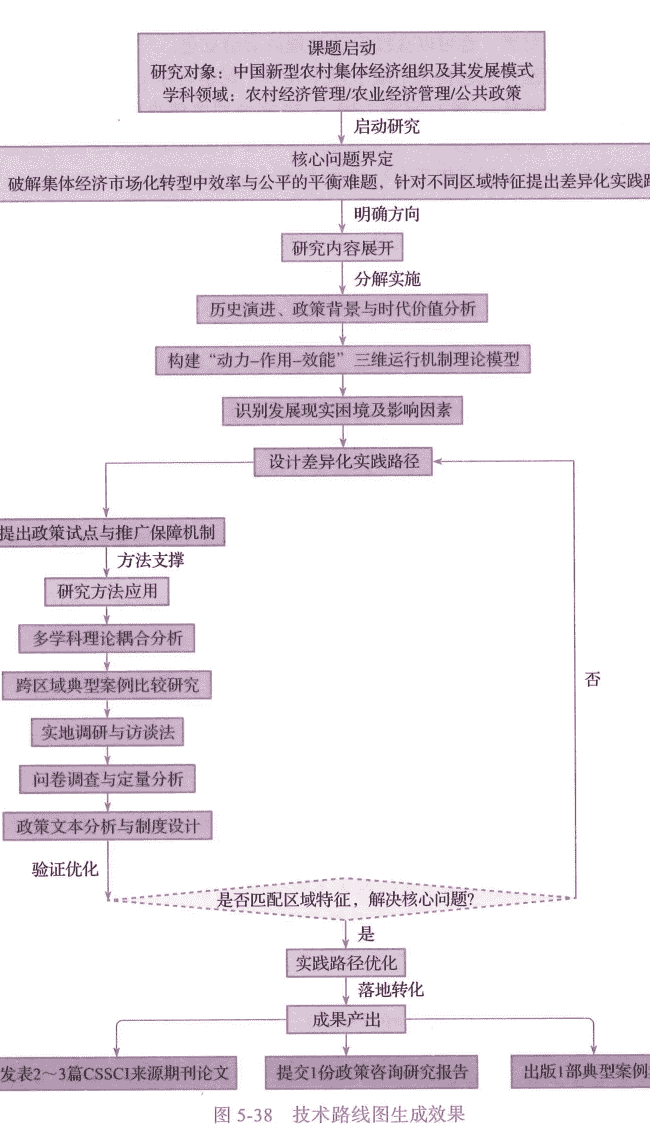 课题启动
研究对象：中国新型农村集体经济组织及其发展模式
学科领域：农村经济管理/农业经济管理/公共政策
启动研究
核心问题界定
破解集体经济市场化转型中效率与公平的平衡难题，针对不同区域特征提出差异化实践路
明确方向
研究内容展开
分解实施
历史演进、政策背景与时代价值分析
构建“动力–作用–效能”三维运行机制理论模型
识别发展现实困境及影响因素
设计差异化实践路径
提出政策试点与推广保障机制
方法支撑
研究方法应用
多学科理论耦合分析
跨区域典型案例比较研究
否
实地调研与访谈法
问卷调查与定量分析
政策文本分析与制度设计
验证优化
是否匹配区域特征，解决核心问题？
是
实践路径优化
落地转化
成果产出
发表2～3篇CSSCI来源期刊论文
提交1份政策咨询研究报告
出版1部典型案例
图 5-38 技术路线图生成效果